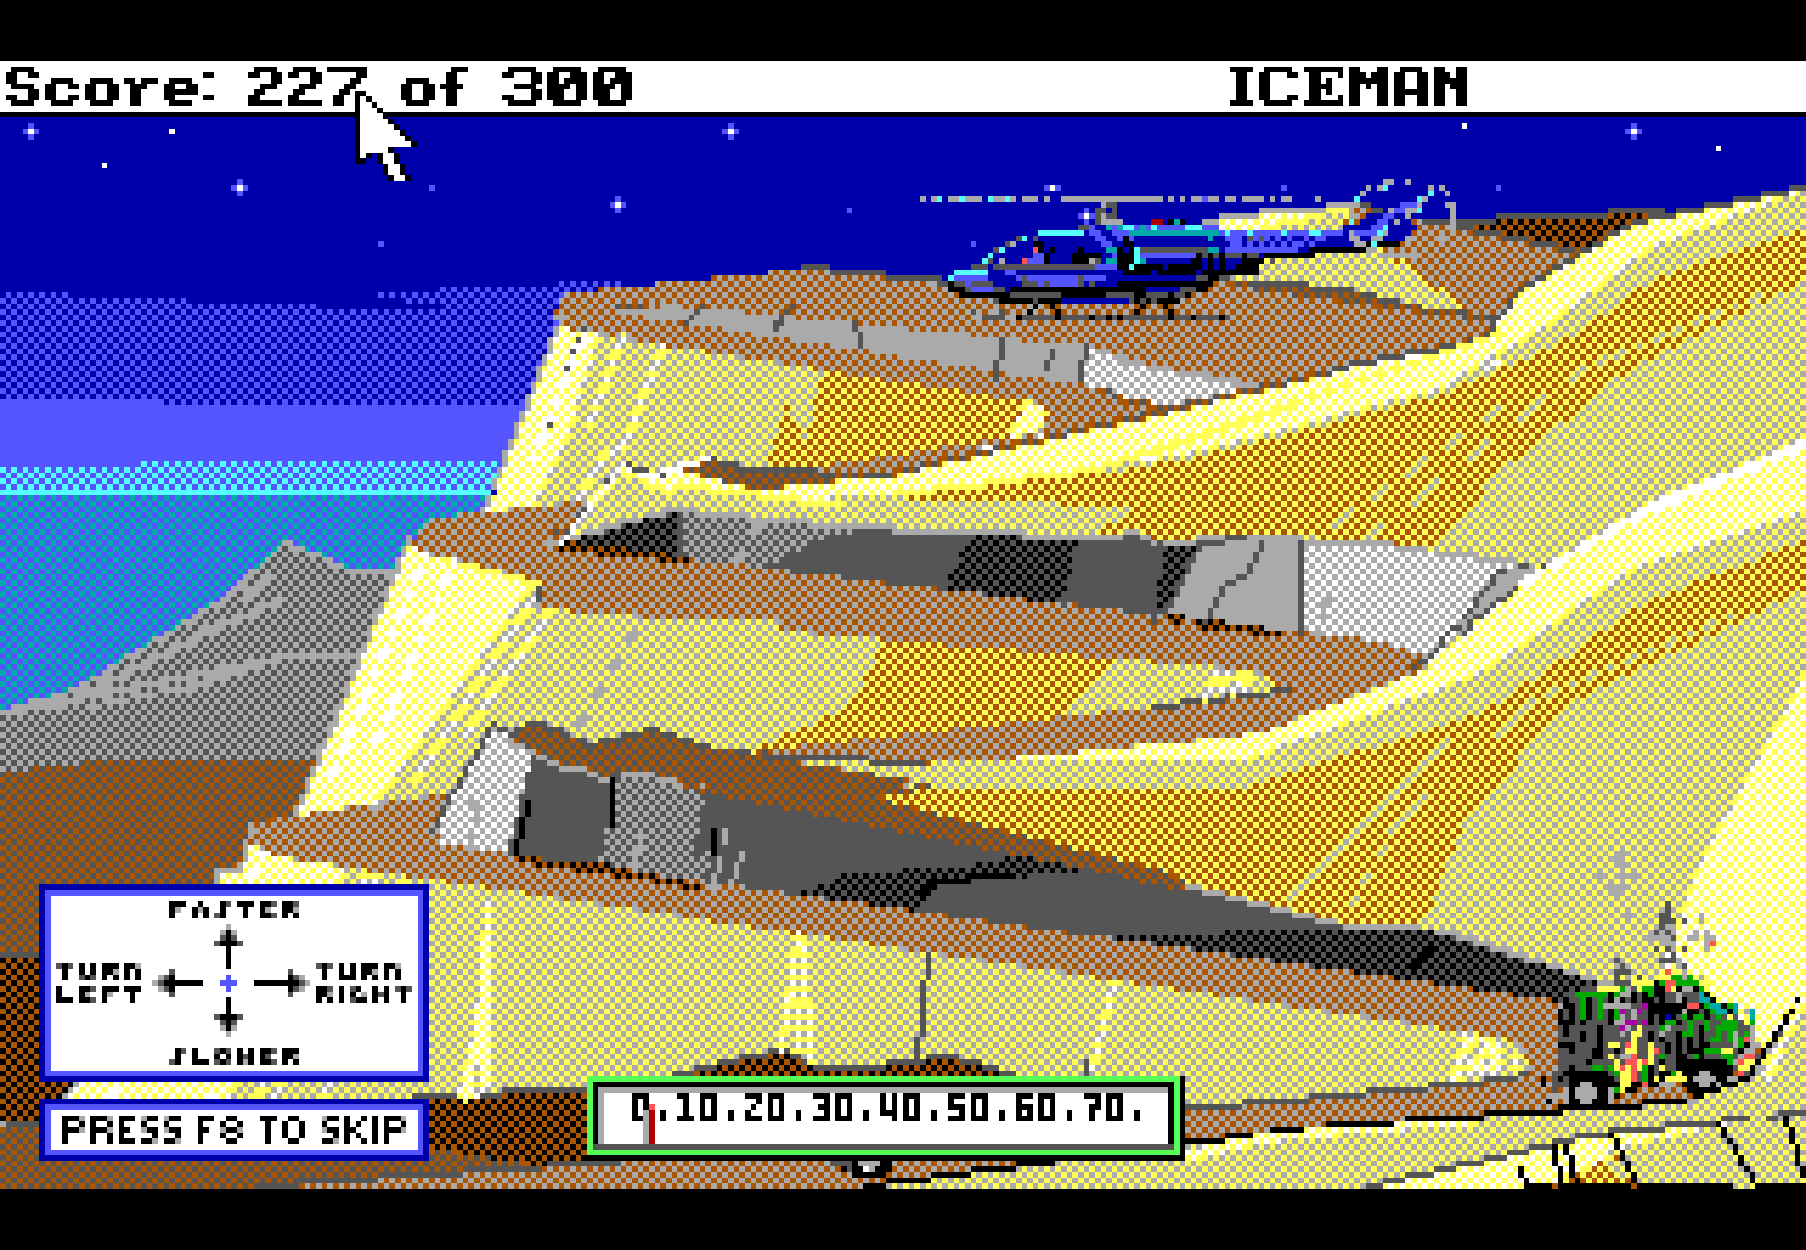 Score: 227 of 300 ICEMAN
FASTER
TURN LEFT
TURN RIGHT
SLOWER
PRESS F8 TO SKIP
0.10.20.30.40.50.60.70.